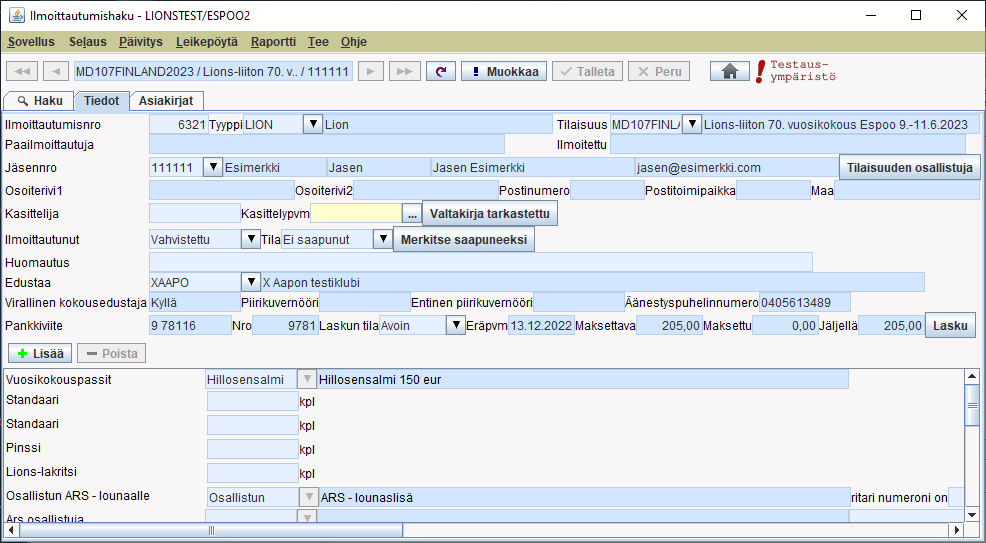 Ilmoittautumishaku - LIONSTEST/ESPOO2
Sovellus Selaus Päivitys Leikepöytä Raportti Tee Ohje
MD107FINLAND2023 / Lions-liiton 70. v.. / 111111 Muokkaa Talleta Peru Testaus-
ympäristö
Haku Tiedot Asiakirjat
Ilmoittautumisnro 6321 Tyyppi LION Lion Tilaisuus MD107FINLA Lions-liiton 70. vuosikokous Espoo 9.-11.6.2023
Paailmoittautuja Ilmoitettu
Jäsennro 111111 Esimerkki Jasen Jasen Esimerkki jasen@esimerkki.com Tilaisuuden osallistuja
Osoiterivi1 Osoiterivi2 Postinumero Postitoimipaikka Maa
Kasittelija Kasittelypvm ... Valtakirja tarkastettu
Ilmoittautunut Vahvistettu Tila Ei saapunut Merkitse saapuneeksi
Huomautus
Edustaa XAAPO X Aapon testiklubi
Virallinen kokousedustaja Kyllä Piirikuvernööri Entinen piirikuvernööri Äänestyspuhelinnumero 0405613489
Pankkiviite 9 78116 Nro 9781 Laskun tila Avoin Eräpvm 13.12.2022 Maksettava 205,00 Maksettu 0,00 Jäljellä 205,00 Lasku
Lisää Poista
Vuosikokouspassit Hillosensalmi Hillosensalmi 150 eur
Standaari kpl
Standaari kpl
Pinssi kpl
Lions-lakritsi kpl
Osallistun ARS - lounaalle Osallistun ARS - lounaslisä ritari numeroni on
Ars osallistuja